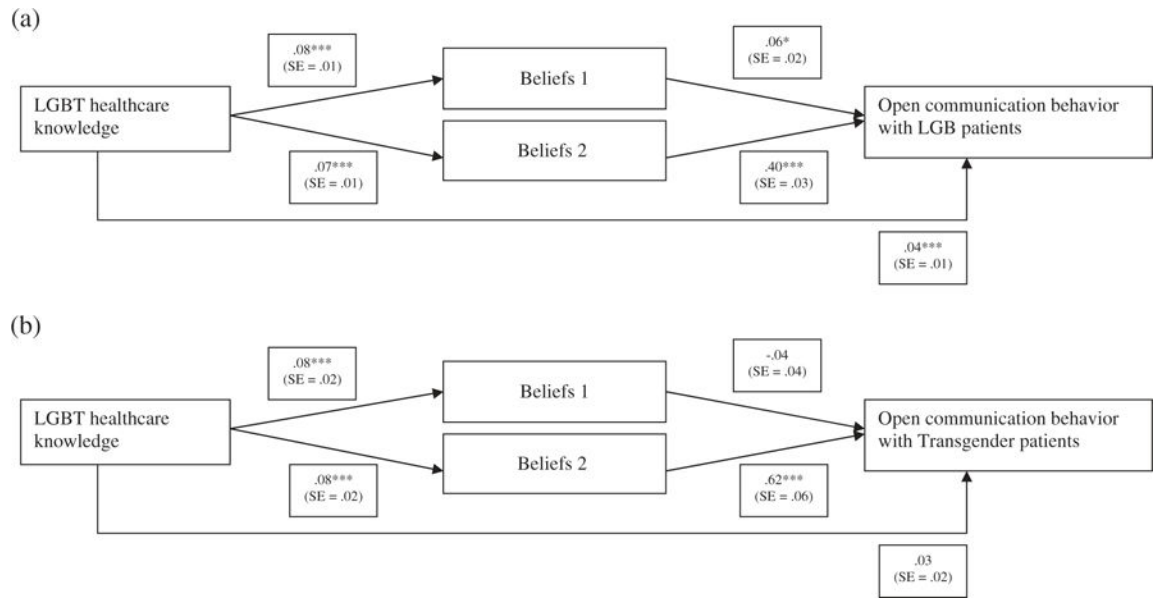 (a)
.08***
(SE = .01)
.06*
(SE = .02)
Beliefs 1
LGBT healthcare
knowledge
Open communication behavior
with LGB patients
Beliefs 2
.07***
(SE = .01)
.40***
(SE = .03)
.04***
(SE = .01)
(b)
.08***
(SE = .02)
-.04
(SE = .04)
Beliefs 1
LGBT healthcare
knowledge
Open communication behavior
with Transgender patients
Beliefs 2
.08***
(SE = .02)
.62***
(SE = .06)
.03
(SE = .02)